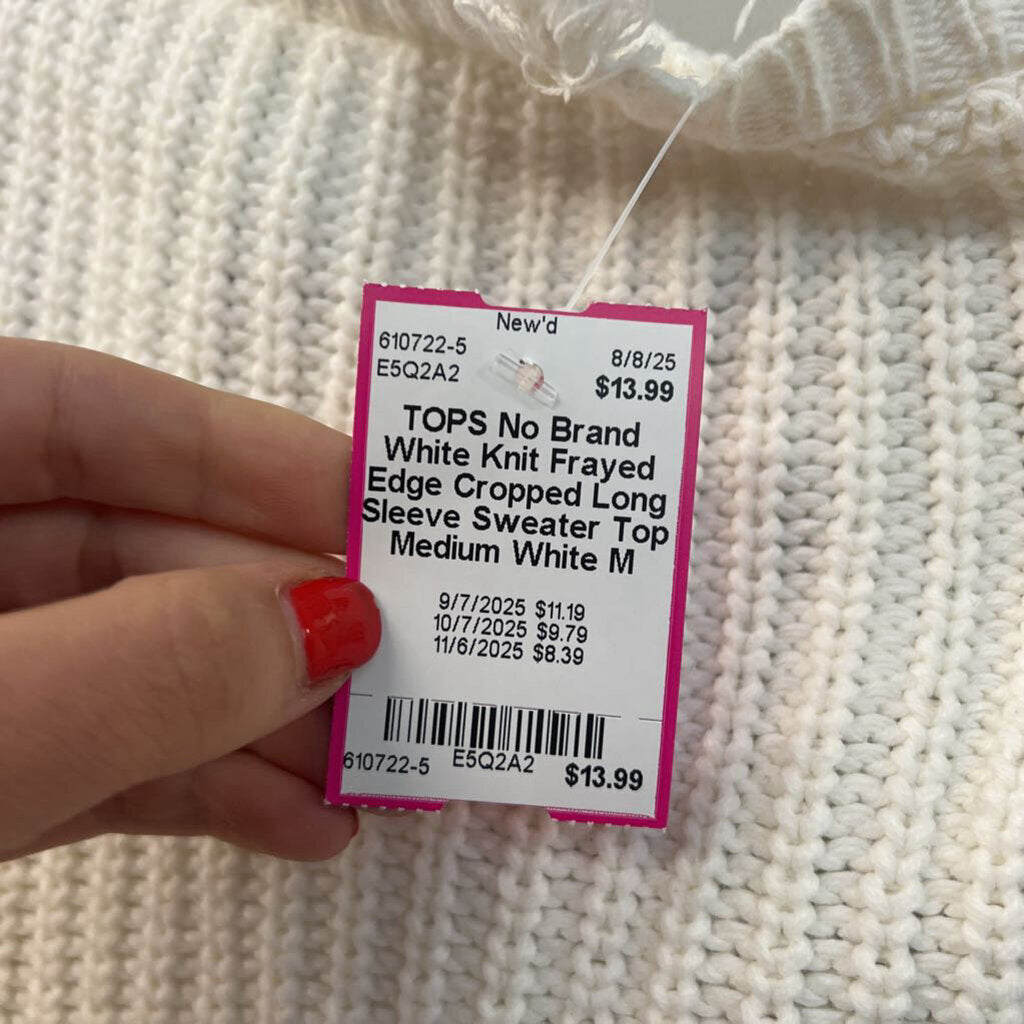 New'd
610722-5
8/8/25
E5Q2A2
$13.99
TOPS No Brand
White Knit Frayed
Edge Cropped Long
Sleeve Sweater Top
Medium White M
9/7/2025 $11.19
10/7/2025 $9.79
11/6/2025 $8.39
610722-5 E5Q2A2 $13.99